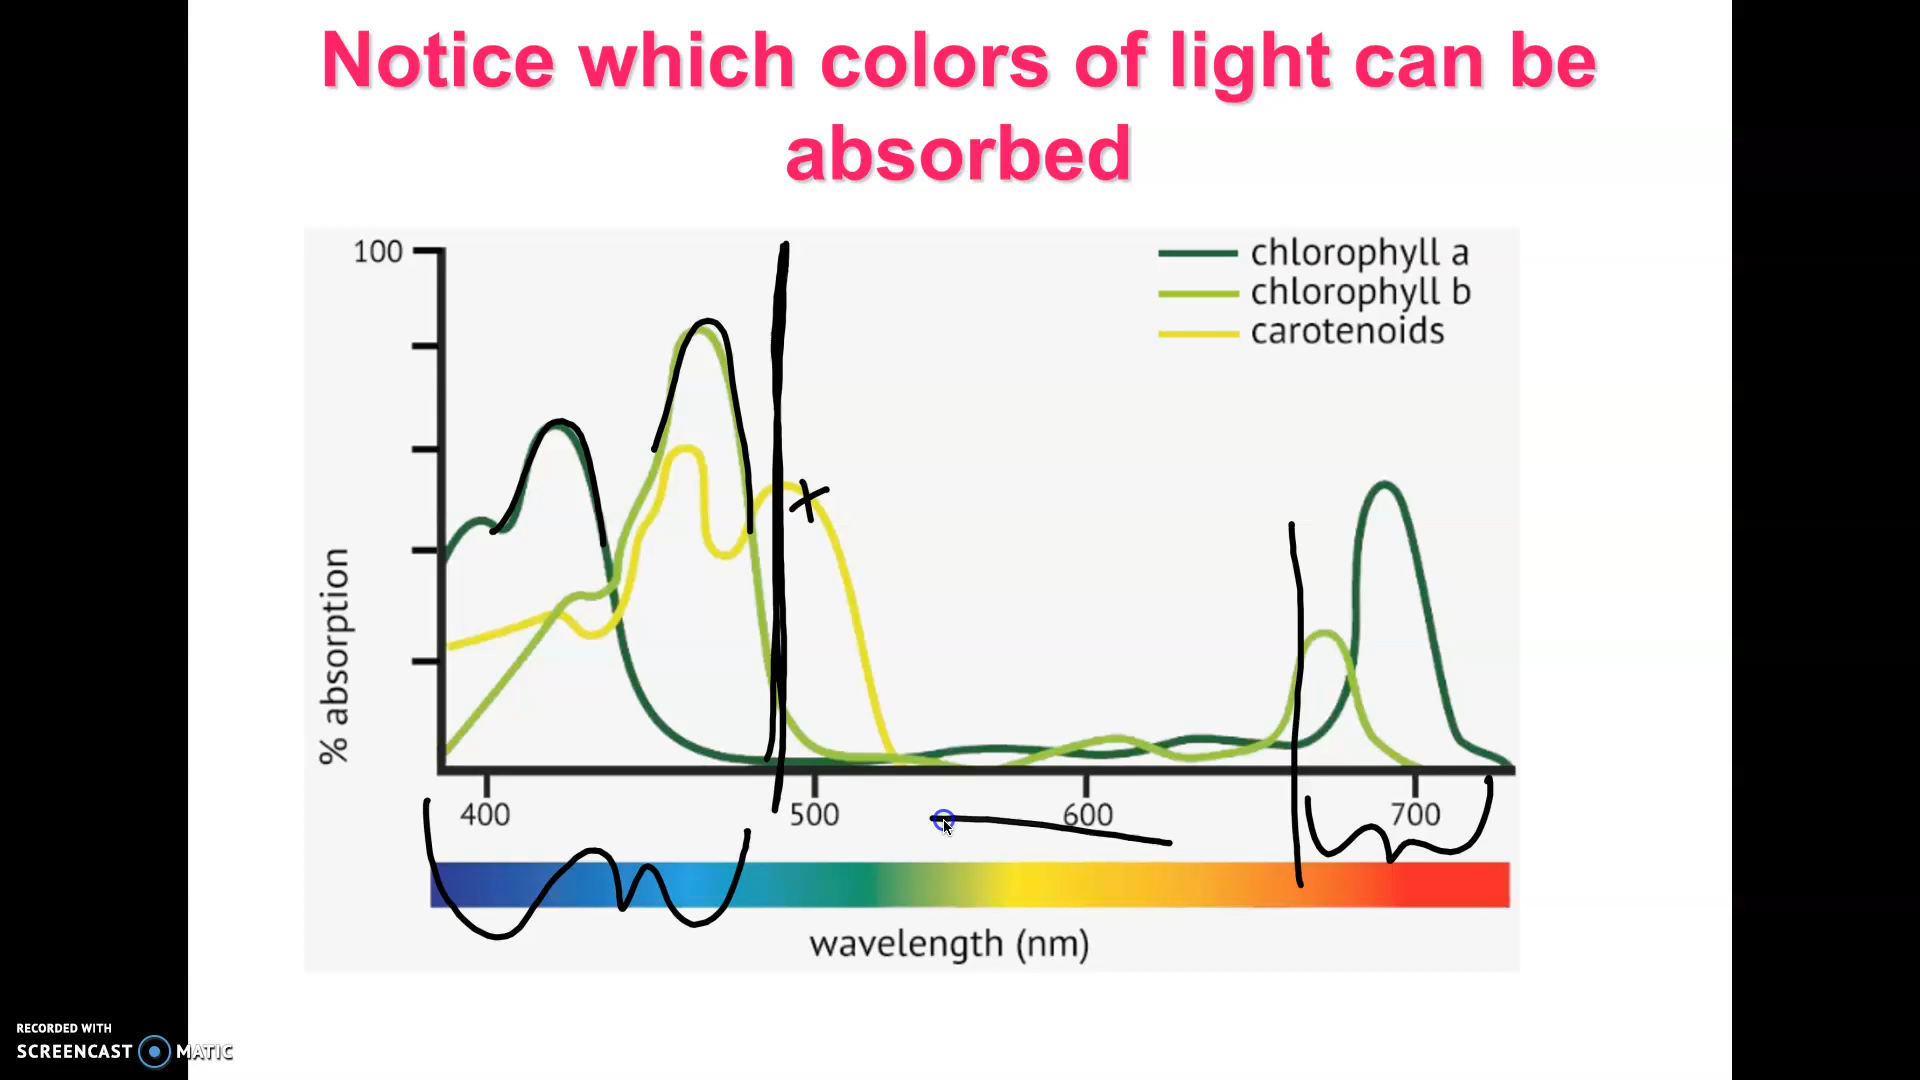 Notice which colors of light can be
absorbed
100
chlorophyll a
chlorophyll b
carotenoids
% absorption
400 500 600 700
wavelength (nm)
RECORDED WITH
SCREENCAST MATIC